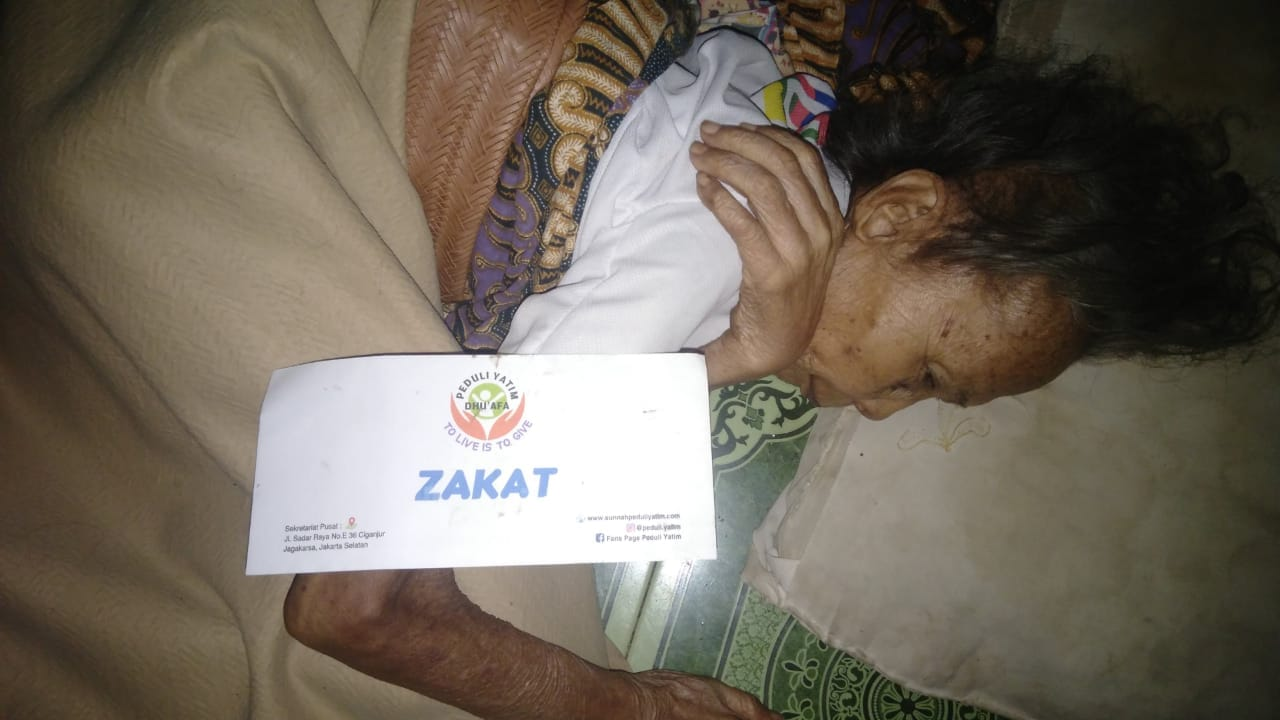 PEDULI YATIM
DHU'AFA
TO LIVE IS TO GIVE
ZAKAT
Sekretariat Pusat :
Jl. Sadar Raya No.E 36 Ciganjur
Jagakarsa, Jakarta Selatan
www.sunnahpeduliyatim.com
@peduli.yatim
Fans Page Peduli Yatim